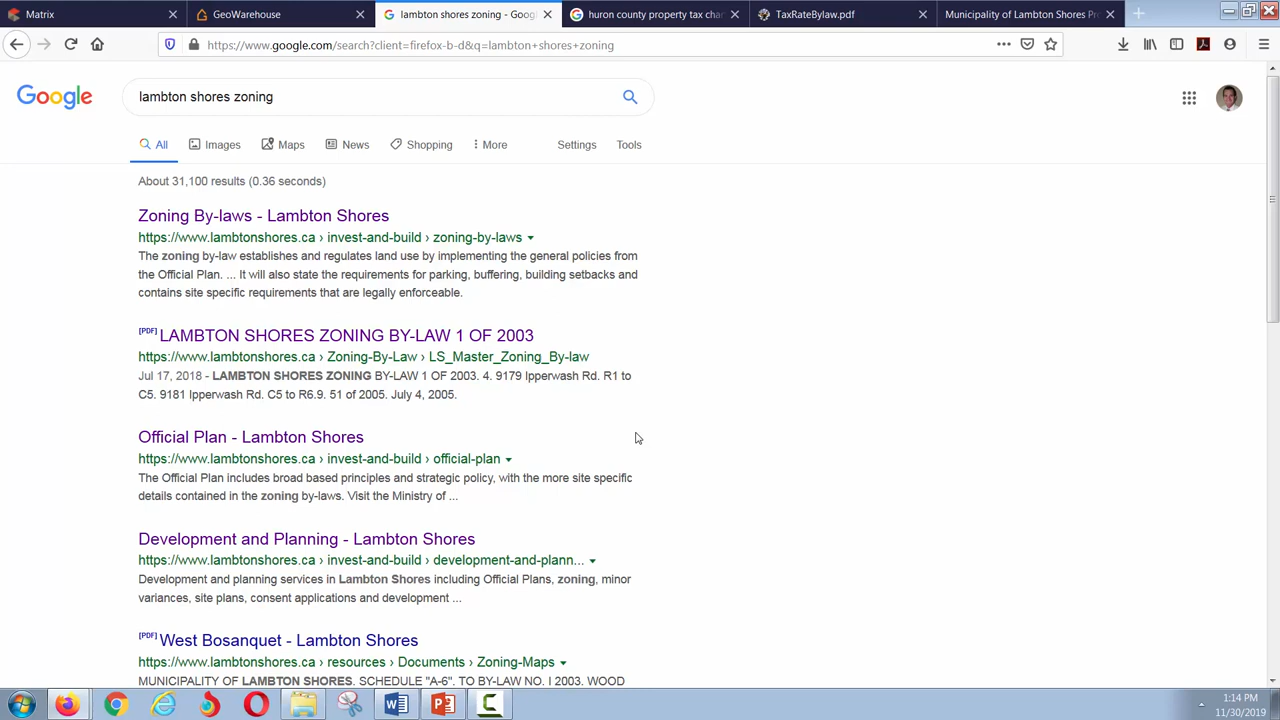 Matrix
GeoWarehouse
lambton shores zoning - Goog
huron county property tax char
TaxRateBylaw.pdf
Municipality of Lambton Shores Pr
https://www.google.com/search?client=firefox-b-d&q=lambton+shores+zoning
Google
lambton shores zoning
All
Images
Maps
News
Shopping
More
Settings
Tools
About 31,100 results (0.36 seconds)
Zoning By-laws - Lambton Shores
https://www.lambtonshores.ca › invest-and-build › zoning-by-laws
The zoning by-law establishes and regulates land use by implementing the general policies from
the Official Plan. ... It will also state the requirements for parking, buffering, building setbacks and
contains site specific requirements that are legally enforceable.
[PDF] LAMBTON SHORES ZONING BY-LAW 1 OF 2003
https://www.lambtonshores.ca › Zoning-By-Law › LS_Master_Zoning_By-law
Jul 17, 2018 - LAMBTON SHORES ZONING BY-LAW 1 OF 2003. 4. 9179 Ipperwash Rd. R1 to
C5. 9181 Ipperwash Rd. C5 to R6.9. 51 of 2005. July 4, 2005.
Official Plan - Lambton Shores
https://www.lambtonshores.ca › invest-and-build › official-plan
The Official Plan includes broad based principles and strategic policy, with the more site specific
details contained in the zoning by-laws. Visit the Ministry of ...
Development and Planning - Lambton Shores
https://www.lambtonshores.ca › invest-and-build › development-and-plann...
Development and planning services in Lambton Shores including Official Plans, zoning, minor
variances, site plans, consent applications and development ...
[PDF] West Bosanquet - Lambton Shores
https://www.lambtonshores.ca › resources › Documents › Zoning-Maps
MUNICIPALITY OF LAMBTON SHORES. SCHEDULE "A-6". TO BY-LAW NO. I 2003. WOOD
1:14 PM
11/30/2019